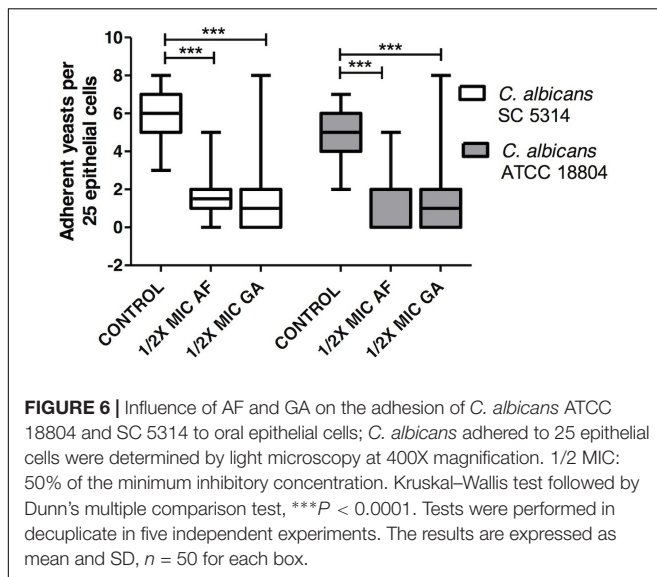 Adherent yeasts per
25 epithelial cells
10
8
6
4
2
0
-2
***
***
***
***
CONTROL
1/2X MIC AF
1/2X MIC GA
CONTROL
1/2X MIC AF
1/2X MIC GA
C. albicans
SC 5314
C. albicans
ATCC 18804
FIGURE 6 | Influence of AF and GA on the adhesion of C. albicans ATCC
18804 and SC 5314 to oral epithelial cells; C. albicans adhered to 25 epithelial
cells were determined by light microscopy at 400X magnification. 1/2 MIC:
50% of the minimum inhibitory concentration. Kruskal–Wallis test followed by
Dunn's multiple comparison test, ***P < 0.0001. Tests were performed in
decuplicate in five independent experiments. The results are expressed as
mean and SD, n = 50 for each box.